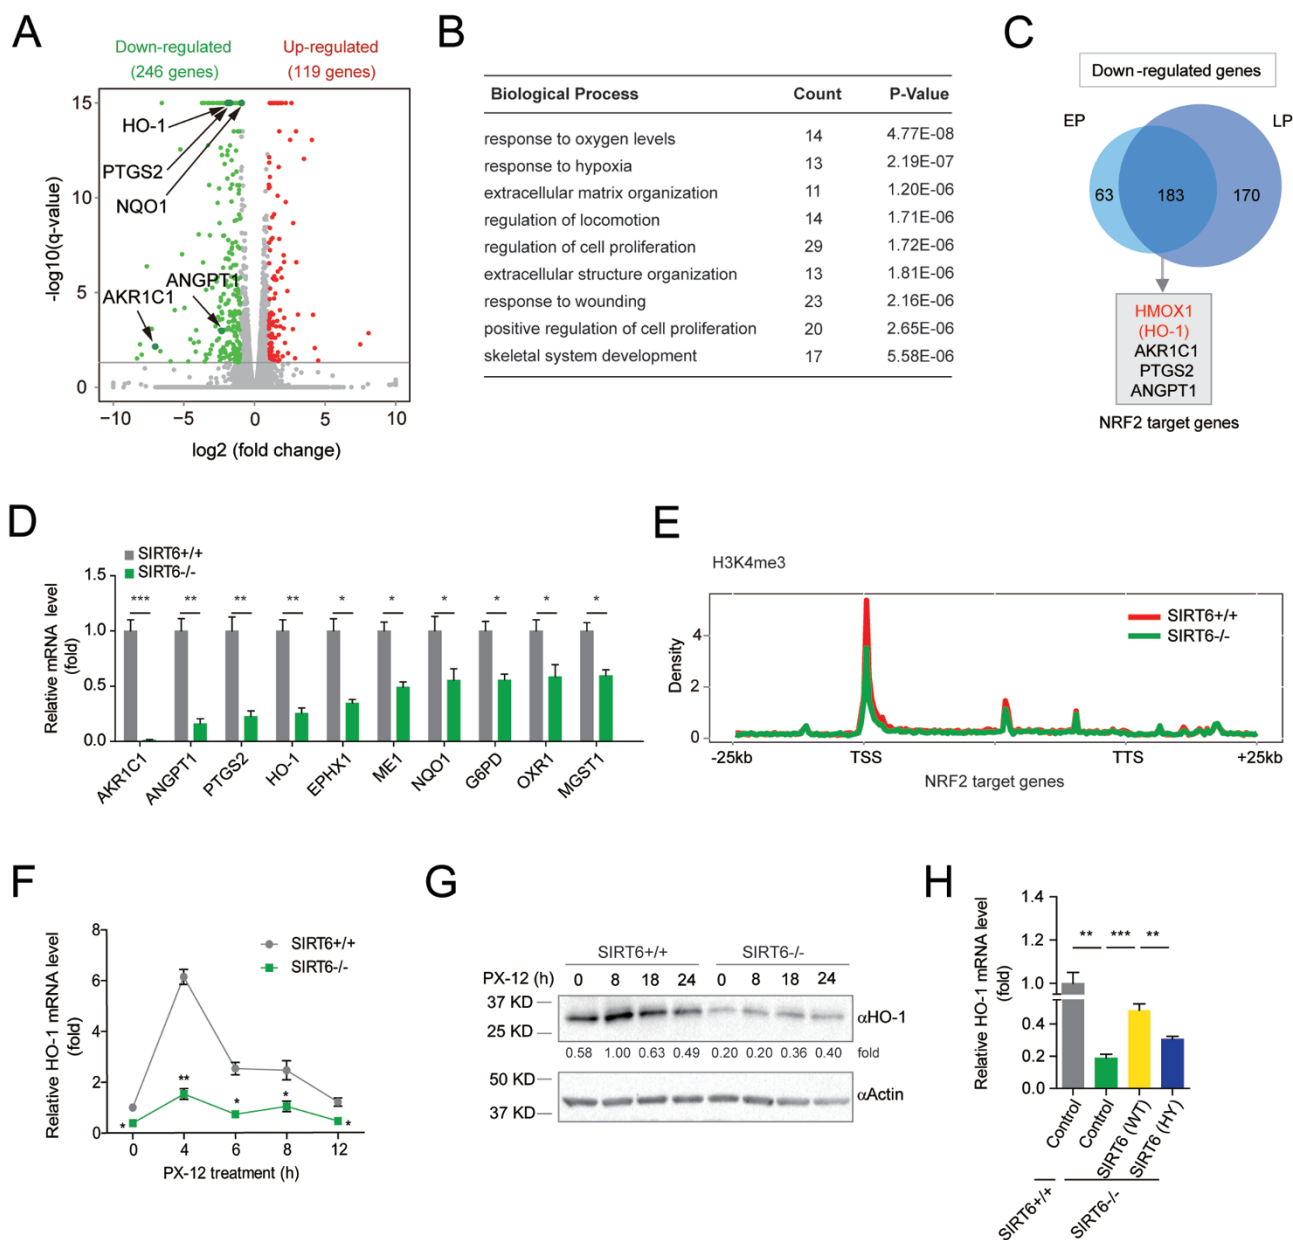 A
Down-regulated
(246 genes)
Up-regulated
(119 genes)
-log10(q-value)
15
10
5
0
HO-1
PTGS2
NQO1
ANGPT1
AKR1C1
−10
−5
0
5
10
log2 (fold change)
B
Biological Process Count P-Value
response to oxygen levels 14 4.77E-08
response to hypoxia 13 2.19E-07
extracellular matrix organization 11 1.20E-06
regulation of locomotion 14 1.71E-06
regulation of cell proliferation 29 1.72E-06
extracellular structure organization 13 1.81E-06
response to wounding 23 2.16E-06
positive regulation of cell proliferation 20 2.65E-06
skeletal system development 17 5.58E-06
C
Down-regulated genes
EP
LP
63
183
170
HMOX1
(HO-1)
AKR1C1
PTGS2
ANGPT1
NRF2 target genes
D
SIRT6+/+
SIRT6-/-
Relative mRNA level
(fold)
1.5
1.0
0.5
0.0
*** ** ** ** * * * * * *
AKR1C1
ANGPT1
PTGS2
HO-1
EPHX1
ME1
NQO1
G6PD
OXR1
MGST1
E
H3K4me3
SIRT6+/+
SIRT6-/-
Density
4
2
0
-25kb
TSS
TTS
+25kb
NRF2 target genes
F
Relative HO-1 mRNA level
(fold)
8
6
4
2
0
SIRT6+/+
SIRT6-/-
* ** * * *
0 4 6 8 12
PX-12 treatment (h)
G
SIRT6+/+ SIRT6-/-
PX-12 (h) 0 8 18 24 0 8 18 24
37 KD
25 KD
αHO-1
0.58 1.00 0.63 0.49 0.20 0.20 0.36 0.40 fold
50 KD
37 KD
αActin
H
Relative HO-1 mRNA level
(fold)
1.4
1.2
1.0
0.4
0.2
0.0
** *** **
Control
Control
SIRT6 (WT)
SIRT6 (HY)
SIRT6+/+
SIRT6-/-